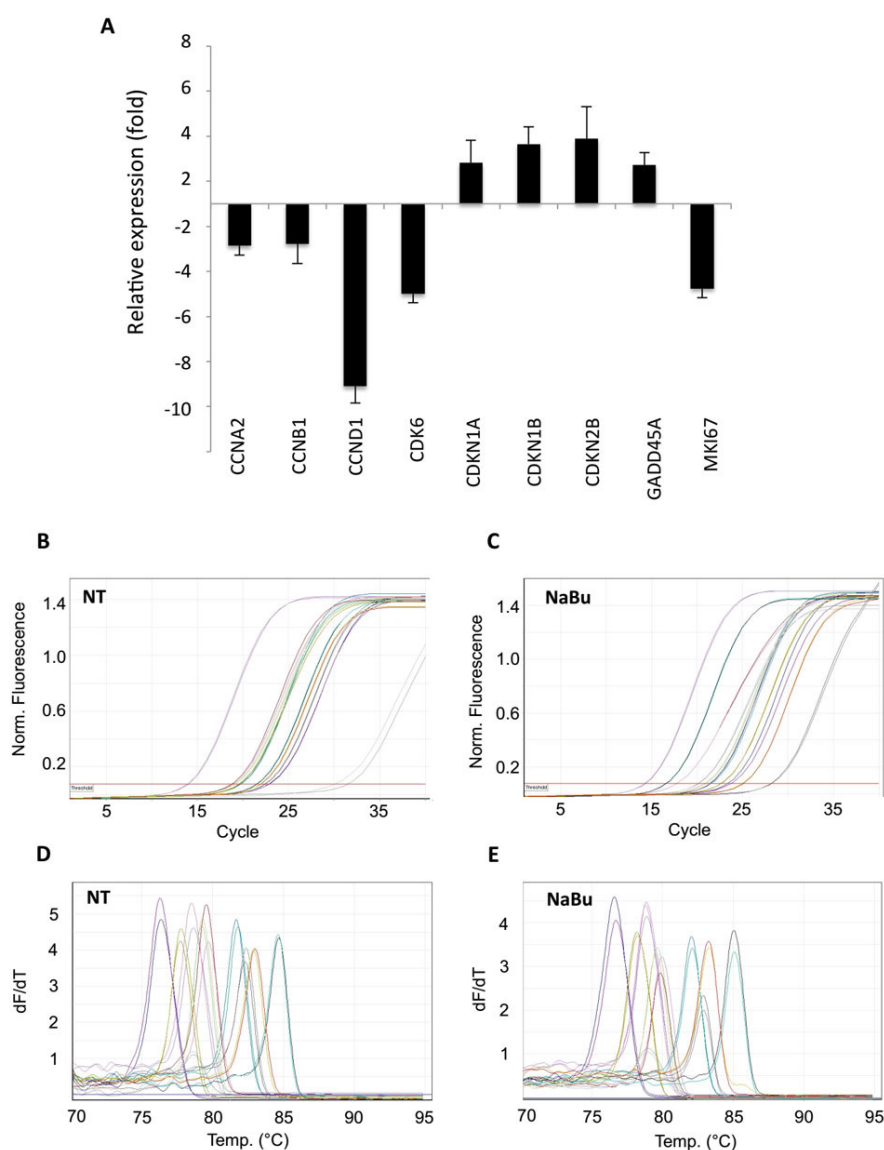 A
Relative expression (fold)
8
6
4
2
-2
-4
-6
-8
-10
CCNA2
CCNB1
CCND1
CDK6
CDKN1A
CDKN1B
CDKN2B
GADD45A
MKI67
B
NT
Norm. Fluorescence
1.4
1.0
0.6
0.2
Threshold
5 15 25 35
Cycle
C
NaBu
Norm. Fluorescence
1.4
1.0
0.6
0.2
Threshold
5 15 25 35
Cycle
D
NT
dF/dT
5
4
3
2
1
70 75 80 85 90 95
Temp. (°C)
E
NaBu
dF/dT
4
3
2
1
70 75 80 85 90 95
Temp. (°C)